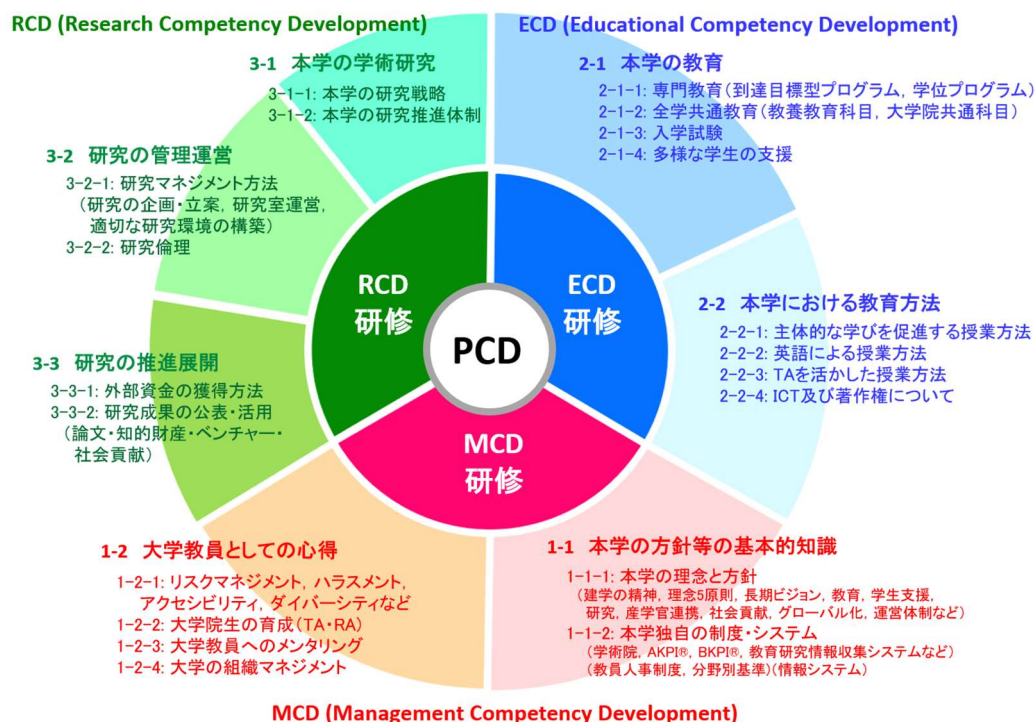 RCD (Research Competency Development)
ECD (Educational Competency Development)
3-1 本学の学術研究
3-1-1: 本学の研究戦略
3-1-2: 本学の研究推進体制
2-1 本学の教育
2-1-1: 専門教育(到達目標型プログラム, 学位プログラム)
2-1-2: 全学共通教育(教養教育科目, 大学院共通科目)
2-1-3: 入学試験
2-1-4: 多様な学生の支援
3-2 研究の管理運営
3-2-1: 研究マネジメント方法
(研究の企画・立案, 研究室運営,
適切な研究環境の構築)
3-2-2: 研究倫理
RCD
研修
ECD
研修
PCD
MCD
研修
2-2 本学における教育方法
2-2-1: 主体的な学びを促進する授業方法
2-2-2: 英語による授業方法
2-2-3: TAを活かした授業方法
2-2-4: ICT及び著作権について
3-3 研究の推進展開
3-3-1: 外部資金の獲得方法
3-3-2: 研究成果の公表・活用
(論文・知的財産・ベンチャー・
社会貢献)
1-2 大学教員としての心得
1-2-1: リスクマネジメント, ハラスメント,
アクセシビリティ, ダイバーシティなど
1-2-2: 大学院生の育成(TA・RA)
1-2-3: 大学教員へのメンタリング
1-2-4: 大学の組織マネジメント
1-1 本学の方針等の基本的知識
1-1-1: 本学の理念と方針
(建学の精神, 理念5原則, 長期ビジョン, 教育, 学生支援,
研究, 産学官連携, 社会貢献, グローバル化, 運営体制など)
1-1-2: 本学独自の制度・システム
(学術院, AKPI®, BKPI®, 教育研究情報収集システムなど)
(教員人事制度, 分野別基準)(情報システム)
MCD (Management Competency Development)